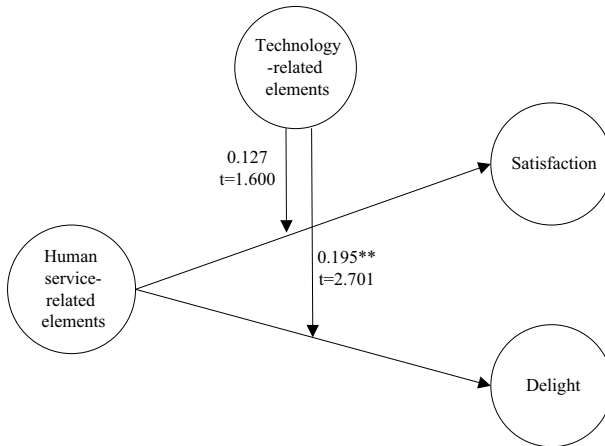 Technology
-related
elements
0.127
t=1.600
Satisfaction
Human
service-
related
elements
0.195**
t=2.701
Delight